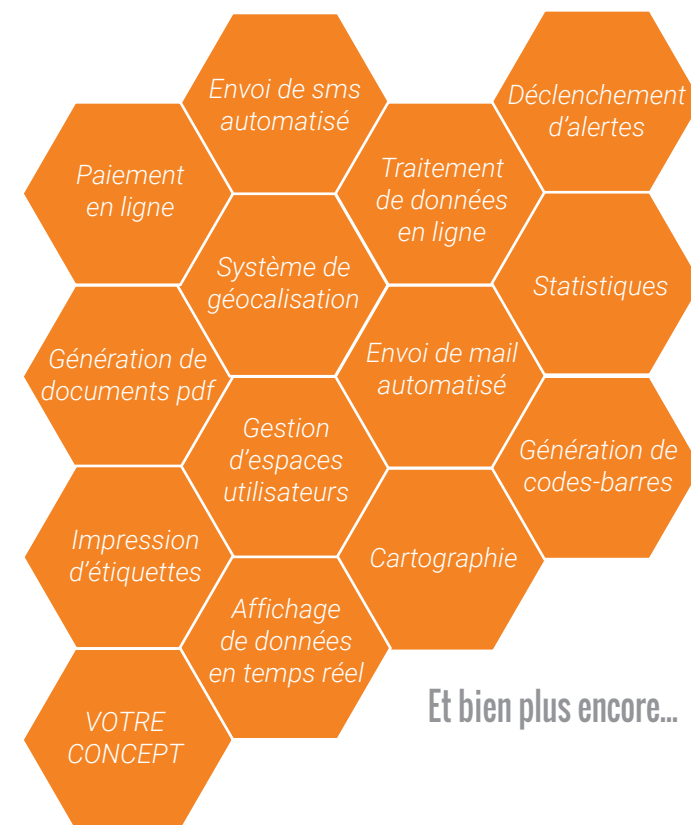 Envoi de sms
automatisé
Déclenchement
d'alertes
Paiement
en ligne
Traitement
de données
en ligne
Système de
géocalisation
Statistiques
Génération de
documents pdf
Envoi de mail
automatisé
Gestion
d'espaces
utilisateurs
Génération de
codes-barres
Impression
d'étiquettes
Cartographie
Affichage
de données
en temps réel
VOTRE
CONCEPT
Et bien plus encore...